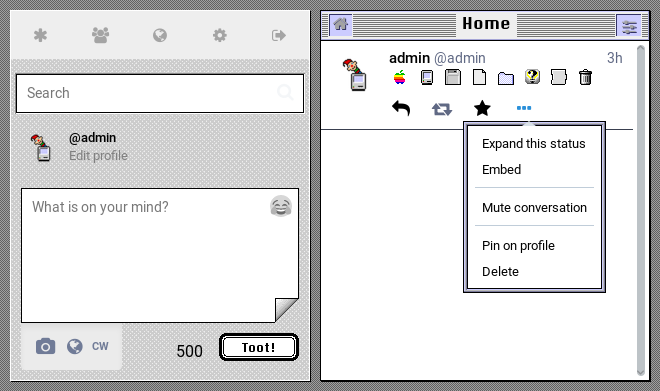 Search
@admin
Edit profile
What is on your mind?
CW
500
Toot!
Home
admin @admin 3h
Expand this status
Embed
Mute conversation
Pin on profile
Delete